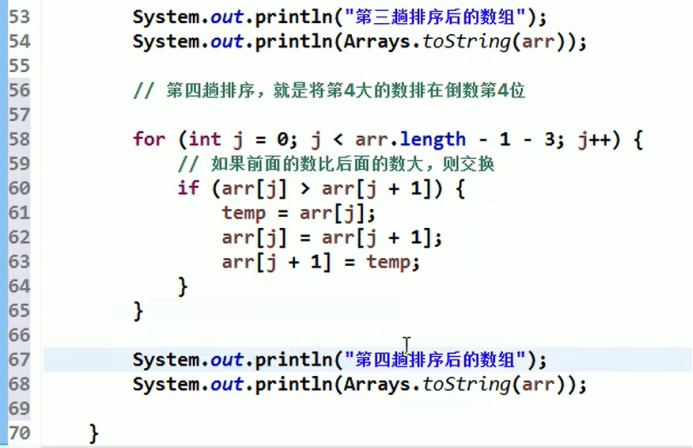 53 System.out.println("第三趟排序后的数组");
54 System.out.println(Arrays.toString(arr));
55
56 // 第四趟排序，就是将第4大的数排在倒数第4位
57
58 for (int j = 0; j < arr.length - 1 - 3; j++) {
59 // 如果前面的数比后面的数大，则交换
60 if (arr[j] > arr[j + 1]) {
61 temp = arr[j];
62 arr[j] = arr[j + 1];
63 arr[j + 1] = temp;
64 }
65 }
66
67 System.out.println("第四趟排序后的数组");
68 System.out.println(Arrays.toString(arr));
69
70 }